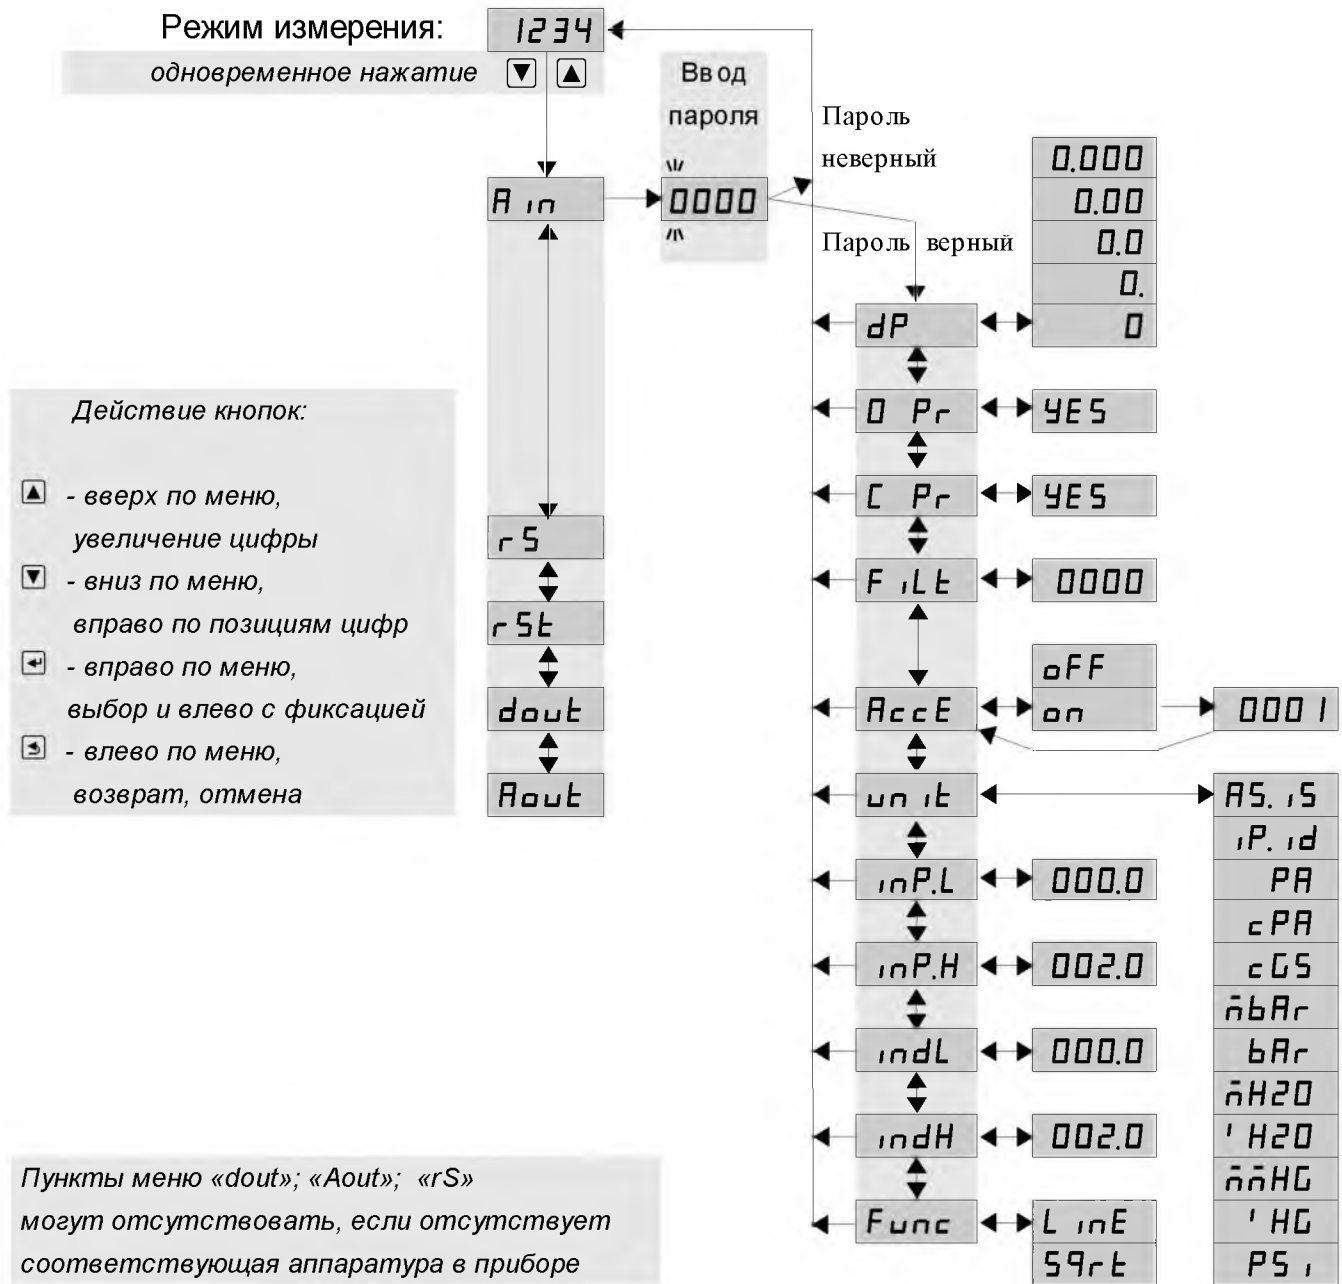 Режим измерения: 1234
одновременное нажатие
Ввод
пароля
Пароль
неверный
A in
0000
Пароль верный
0.000
0.00
0.0
0.
0
dP
0 Pr
YES
C Pr
YES
FiLt
0000
oFF
AccE
on
0001
unit
AS.iS
iP.id
PA
cPA
cGS
bAr
H2O
' H2O
HG
' HG
PSi
inP.L
000.0
inP.H
002.0
indL
000.0
indH
002.0
Func
LinE
Sqrt
rS
rSt
dout
Aout
Действие кнопок:
- вверх по меню,
увеличение цифры
- вниз по меню,
вправо по позициям цифр
- вправо по меню,
выбор и влево с фиксацией
- влево по меню,
возврат, отмена
Пункты меню «dout»; «Aout»; «rS»
могут отсутствовать, если отсутствует
соответствующая аппаратура в приборе